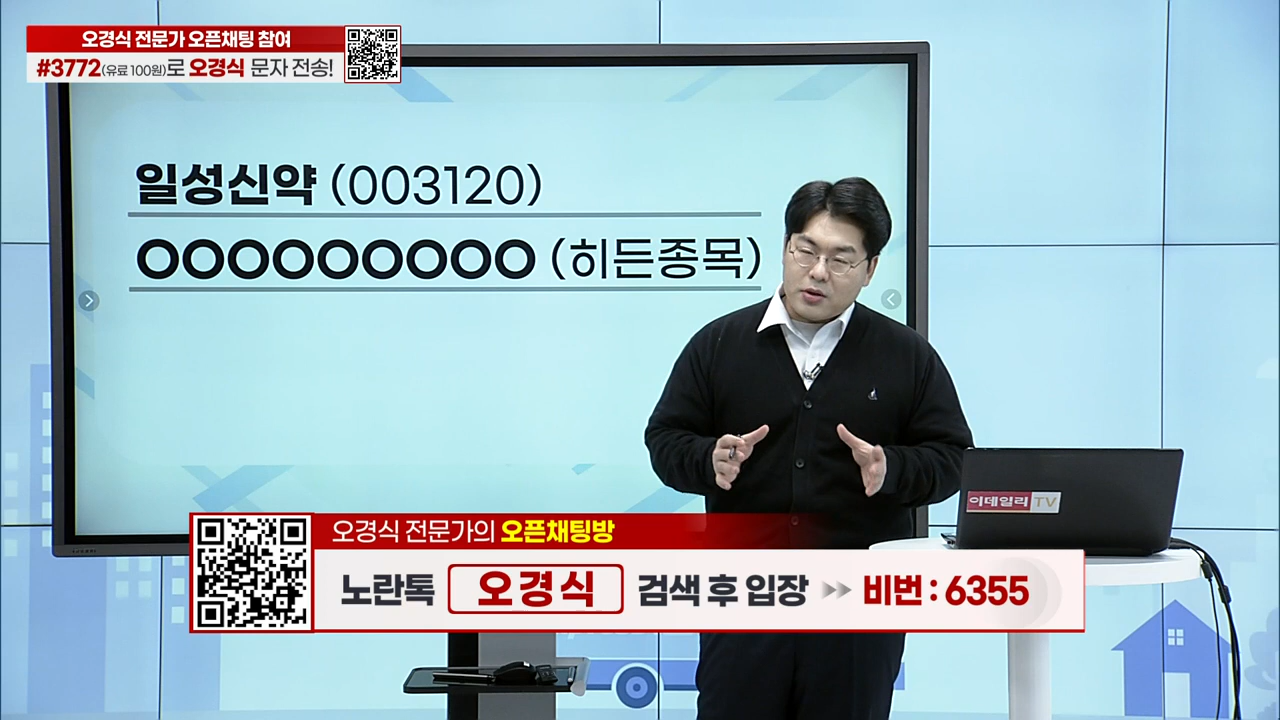 오경식 전문가 오픈채팅 참여
#3772(유료 100원)로 오경식 문자 전송!
일성신약 (003120)
OOOOOOOOO (히든종목)
이데일리 TV
오경식 전문가의 오픈채팅방
노란톡 오경식 검색 후 입장 비번 : 6355